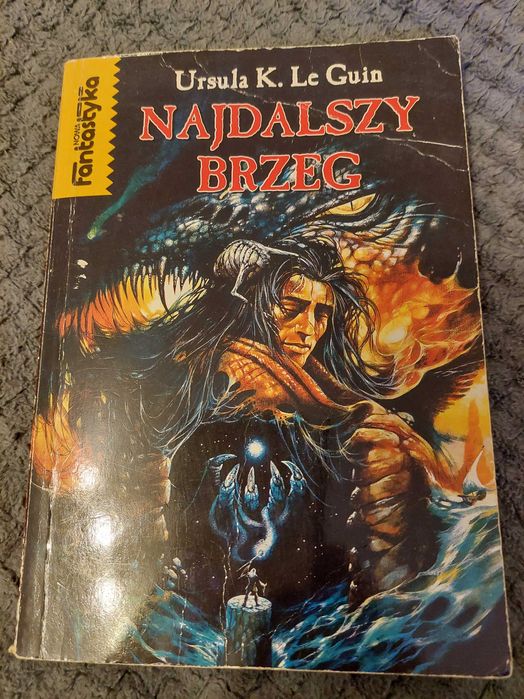 NOWA
Fantastyka
Ursula K. Le Guin
NAJDALSZY
BRZEG